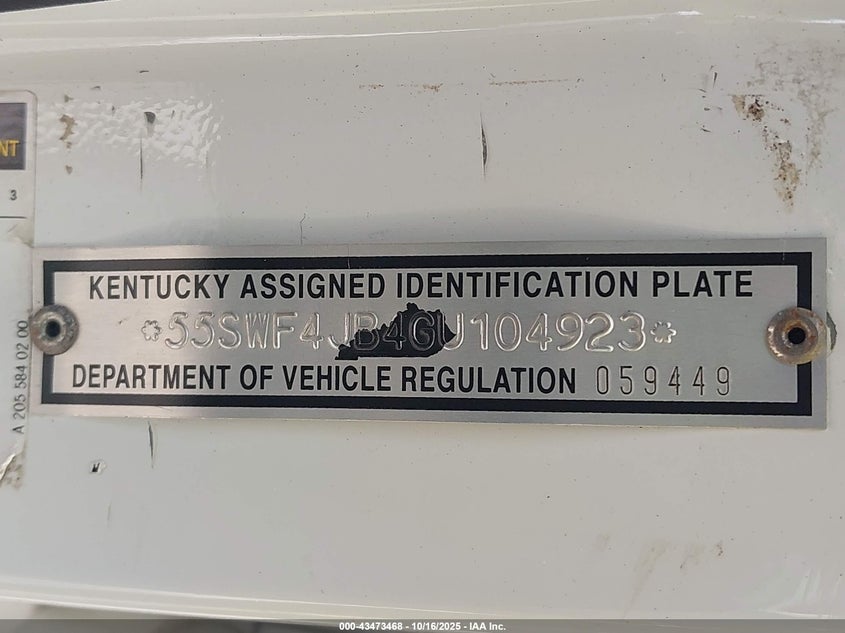 NT
3
A 205 584 02 00
KENTUCKY ASSIGNED IDENTIFICATION PLATE
*55SWF4JB4GU104923*
DEPARTMENT OF VEHICLE REGULATION 059449
000-43473468 - 10/16/2025 - IAA Inc.